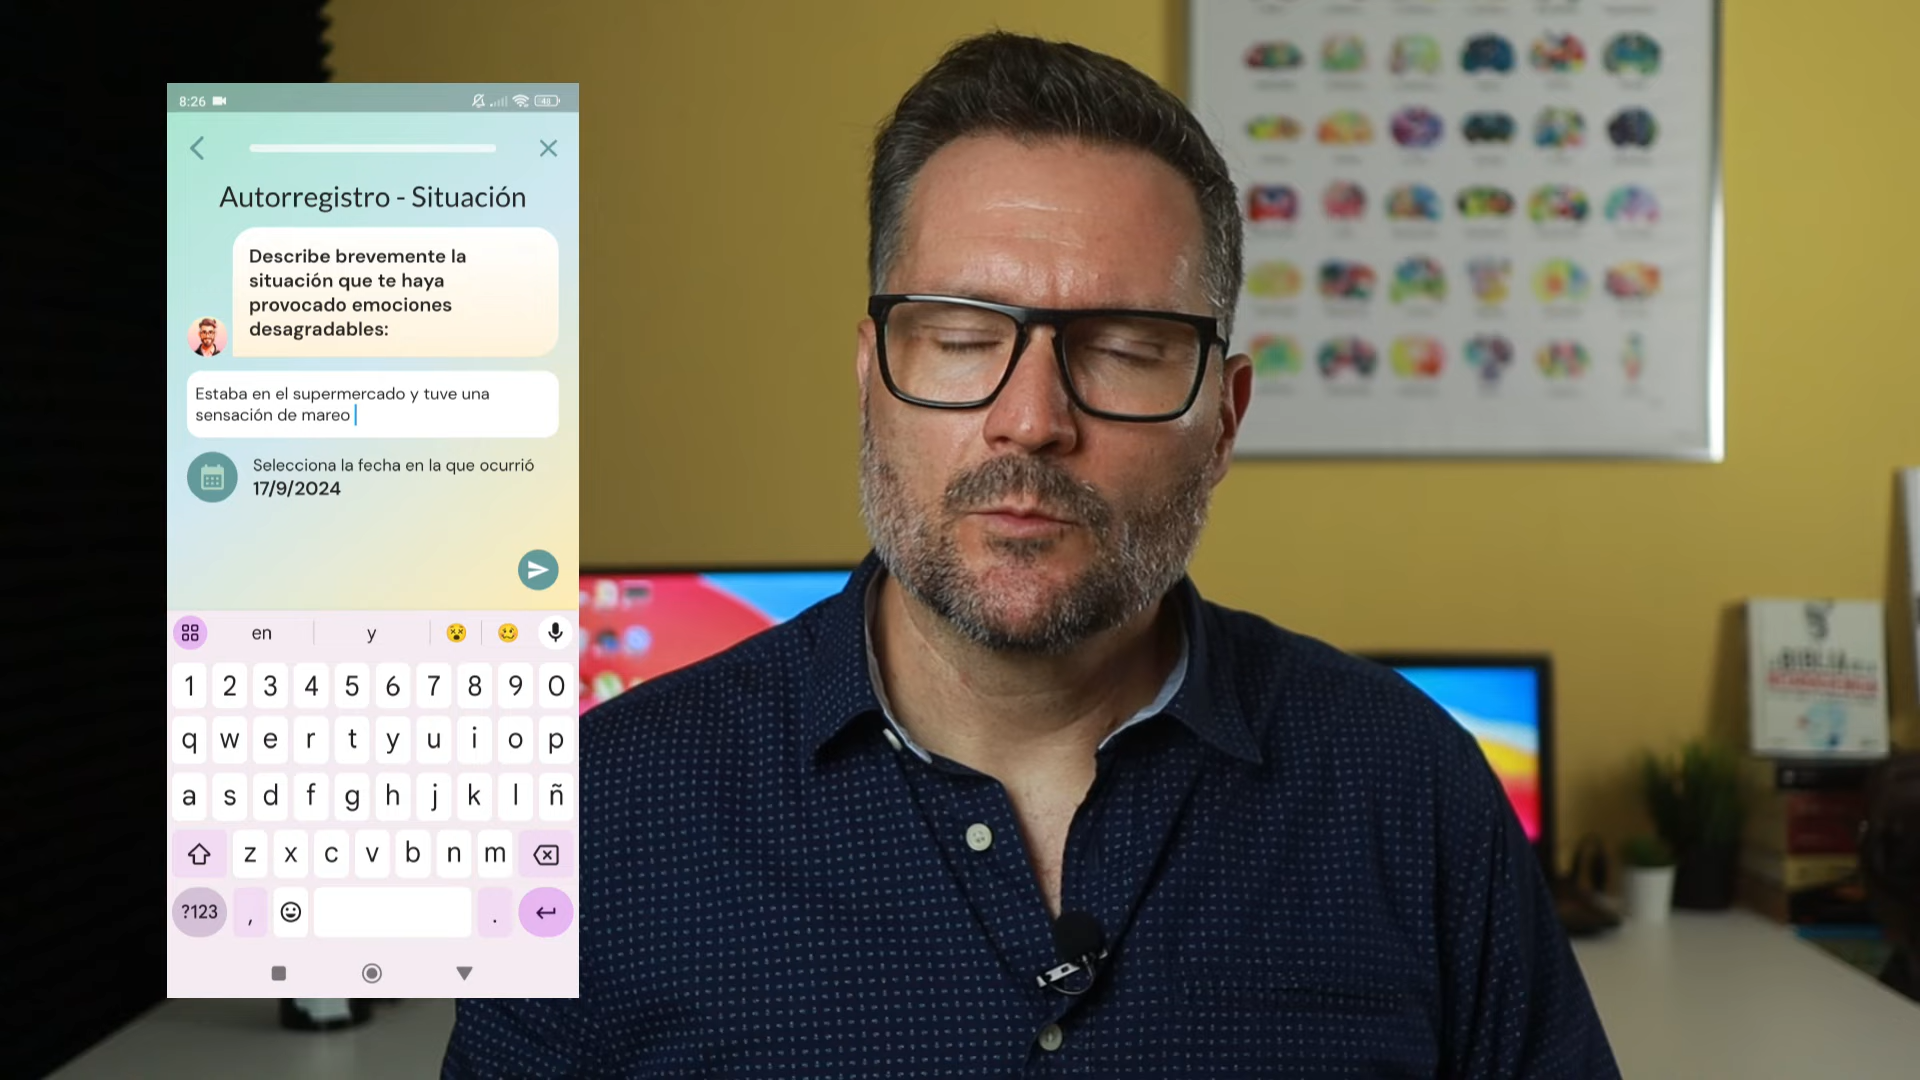 8:26
48
Autorregistro - Situación
Describe brevemente la
situación que te haya
provocado emociones
desagradables:
Estaba en el supermercado y tuve una
sensación de mareo
Selecciona la fecha en la que ocurrió
17/9/2024
en y
1 2 3 4 5 6 7 8 9 0
q w e r t y u i o p
a s d f g h j k l ñ
z x c v b n m
?123 , .
BIBLIA